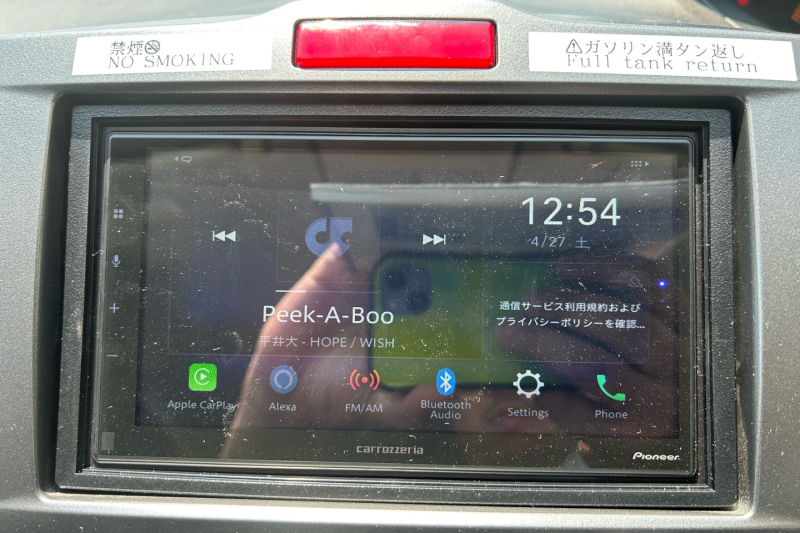 禁煙
NO SMOKING
⚠ガソリン満タン返し
Full tank return
12:54
4/27 土
Peek-A-Boo
平井大 - HOPE / WISH
通信サービス利用規約および
プライバシーポリシーを確認...
Apple CarPlay
Alexa
FM/AM
Bluetooth
Audio
Settings
Phone
carrozzeria
Pioneer